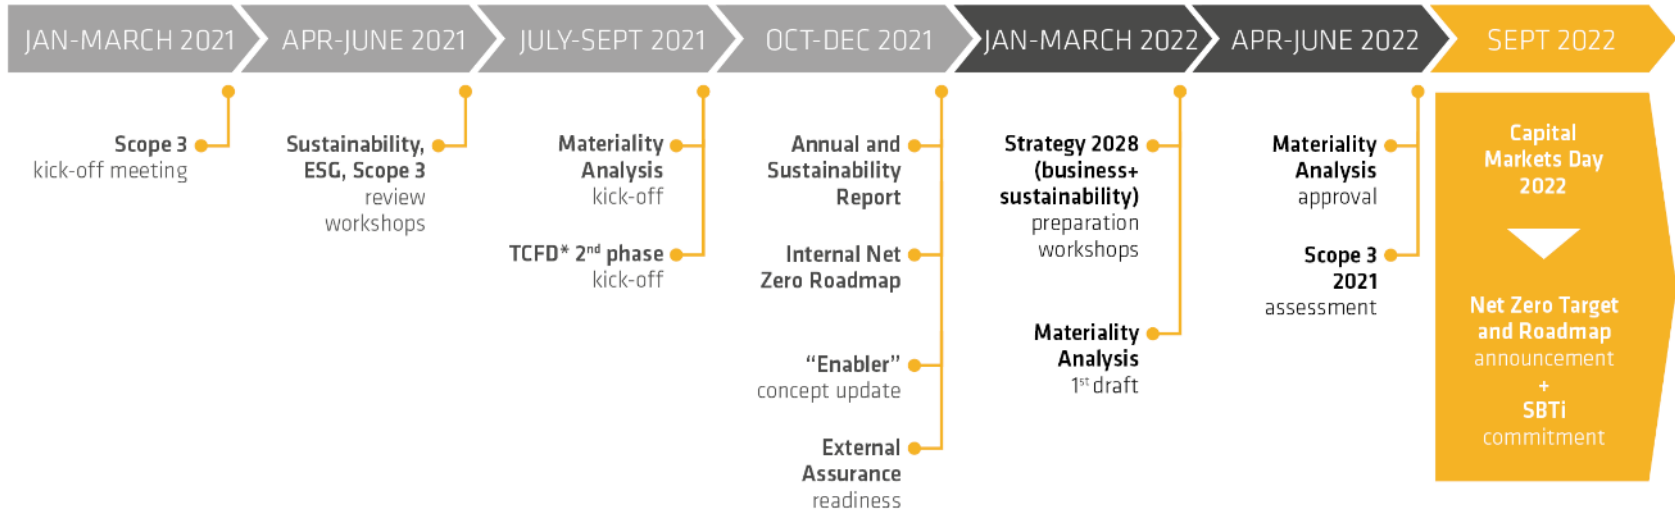 JAN-MARCH 2021
APR-JUNE 2021
JULY-SEPT 2021
OCT-DEC 2021
JAN-MARCH 2022
APR-JUNE 2022
SEPT 2022
Scope 3
kick-off meeting
Sustainability,
ESG, Scope 3
review
workshops
Materiality
Analysis
kick-off
TCFD* 2nd phase
kick-off
Annual and
Sustainability
Report
Internal Net
Zero Roadmap
“Enabler”
concept update
External
Assurance
readiness
Strategy 2028
(business+
sustainability)
preparation
workshops
Materiality
Analysis
1st draft
Materiality
Analysis
approval
Scope 3
2021
assessment
Capital
Markets Day
2022
Net Zero Target
and Roadmap
announcement
+
SBTi
commitment